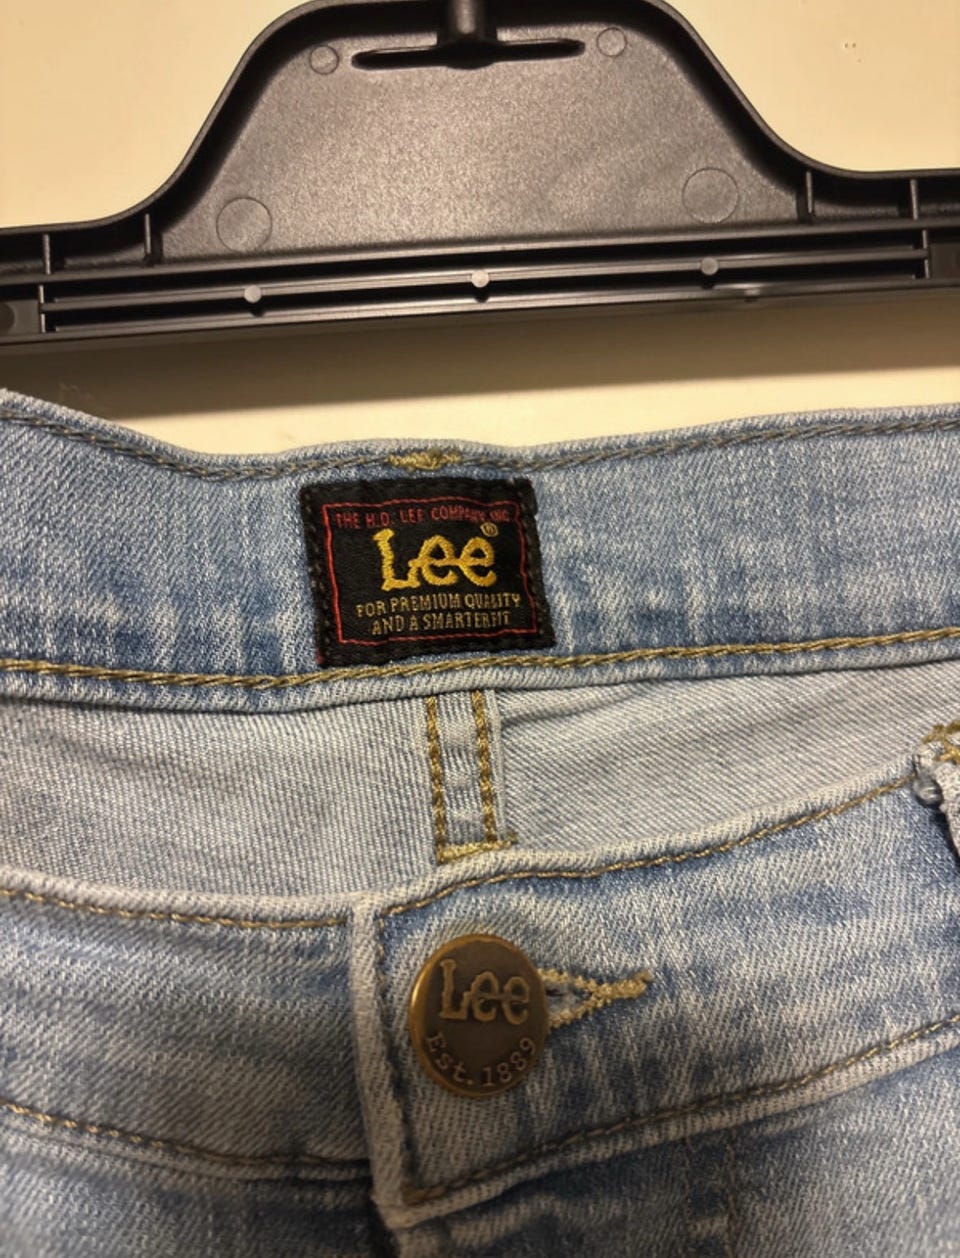 THE H.D. LEE COMPANY, INC.
Lee®
FOR PREMIUM QUALITY
AND A SMARTER FIT
Lee
Est. 1889